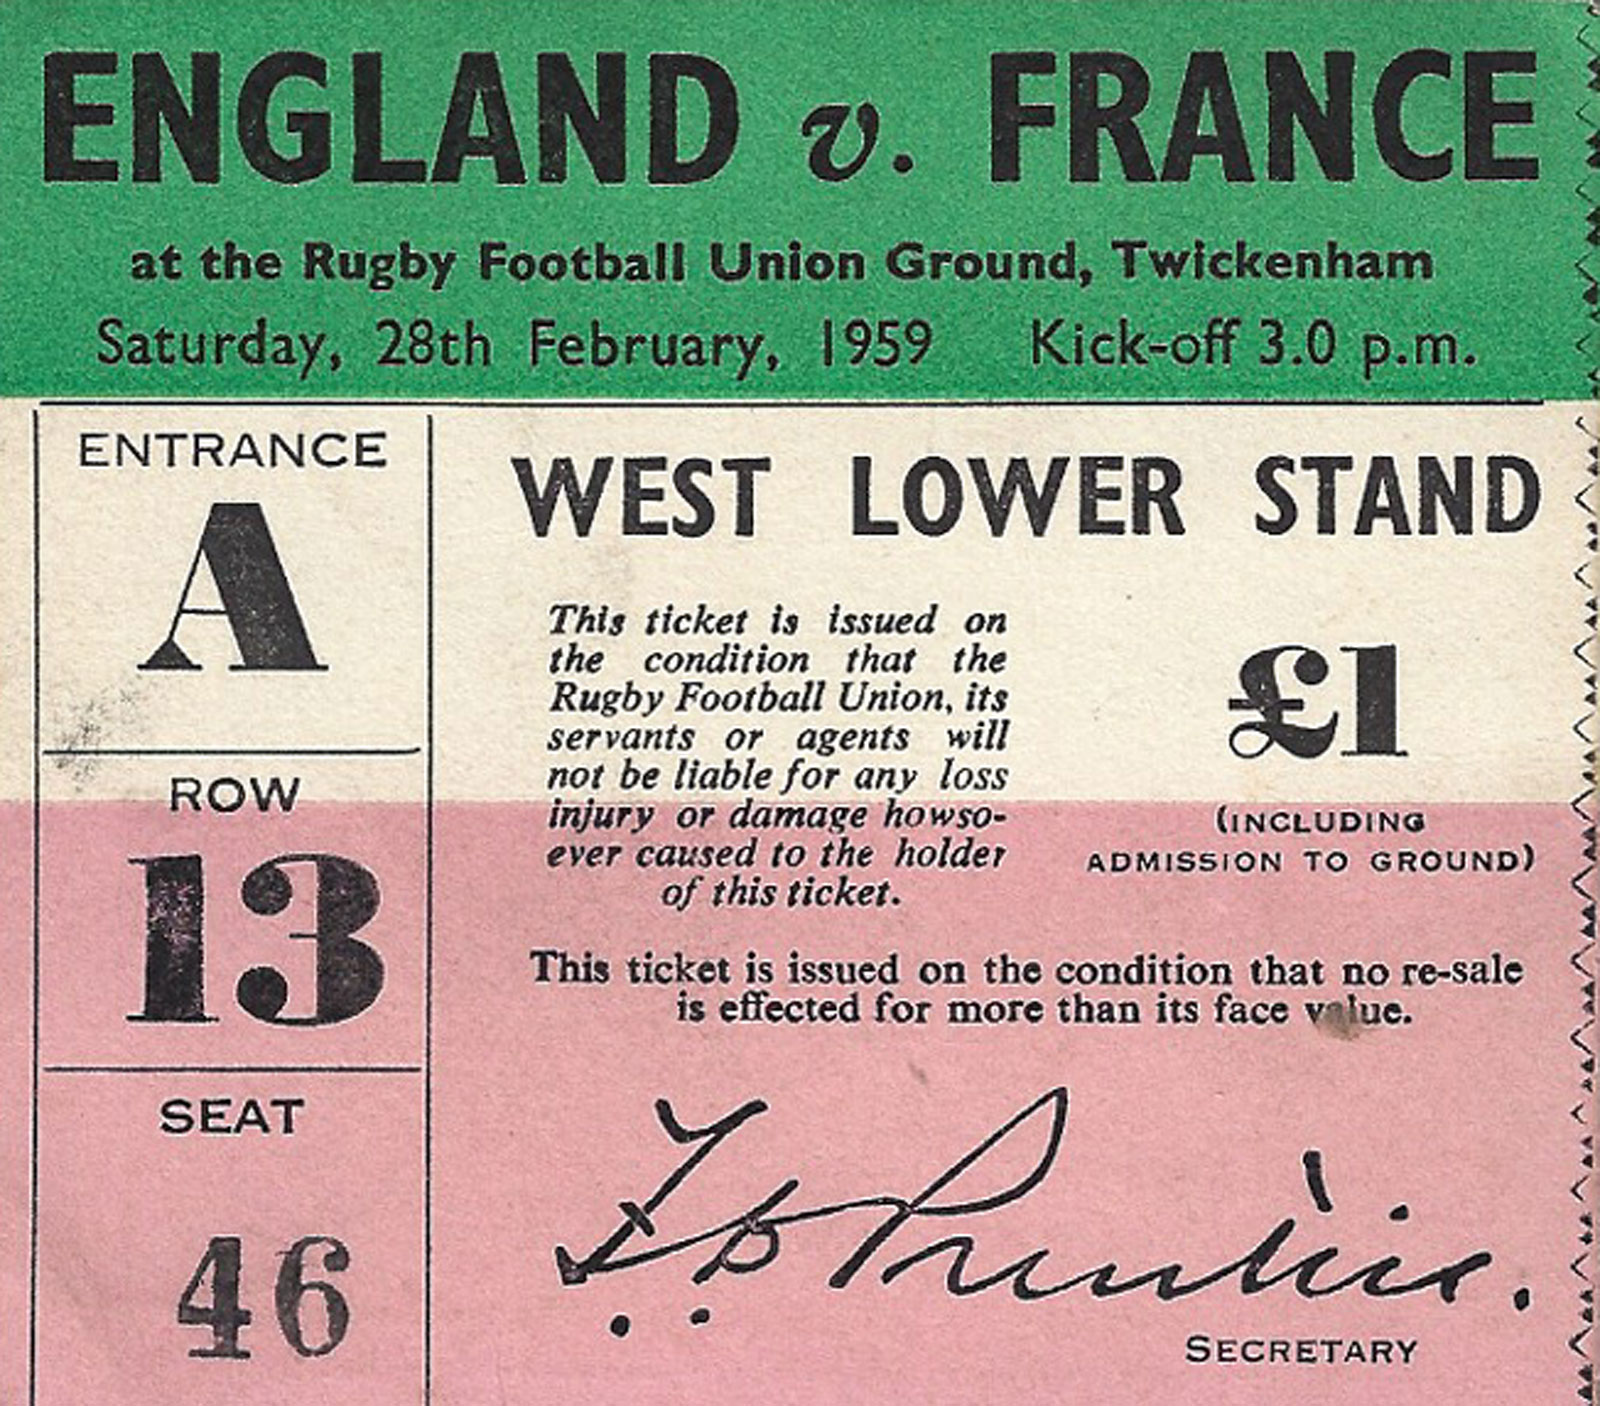 ENGLAND v. FRANCE
at the Rugby Football Union Ground, Twickenham
Saturday, 28th February, 1959 Kick-off 3.0 p.m.
ENTRANCE
A
ROW
13
SEAT
46
WEST LOWER STAND
This ticket is issued on
the condition that the
Rugby Football Union, its
servants or agents will
not be liable for any loss
injury or damage howso-
ever caused to the holder
of this ticket.
£1
(INCLUDING
ADMISSION TO GROUND)
This ticket is issued on the condition that no re-sale
is effected for more than its face value.
SECRETARY